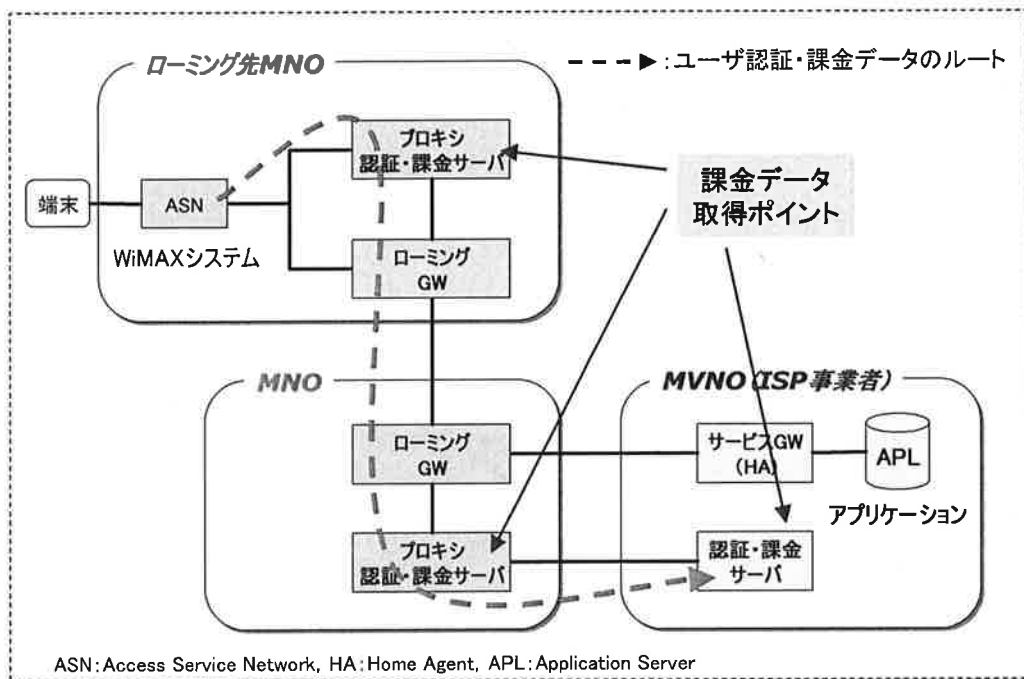 ローミング先MNO
- - - ▶:ユーザ認証・課金データのルート
プロキシ
認証・課金サーバ
課金データ
取得ポイント
端末
ASN
WiMAXシステム
ローミング
GW
MNO
MVNO(ISP事業者)
ローミング
GW
サービスGW
(HA)
APL
アプリケーション
プロキシ
認証・課金サーバ
認証・課金
サーバ
ASN:Access Service Network, HA:Home Agent, APL:Application Server